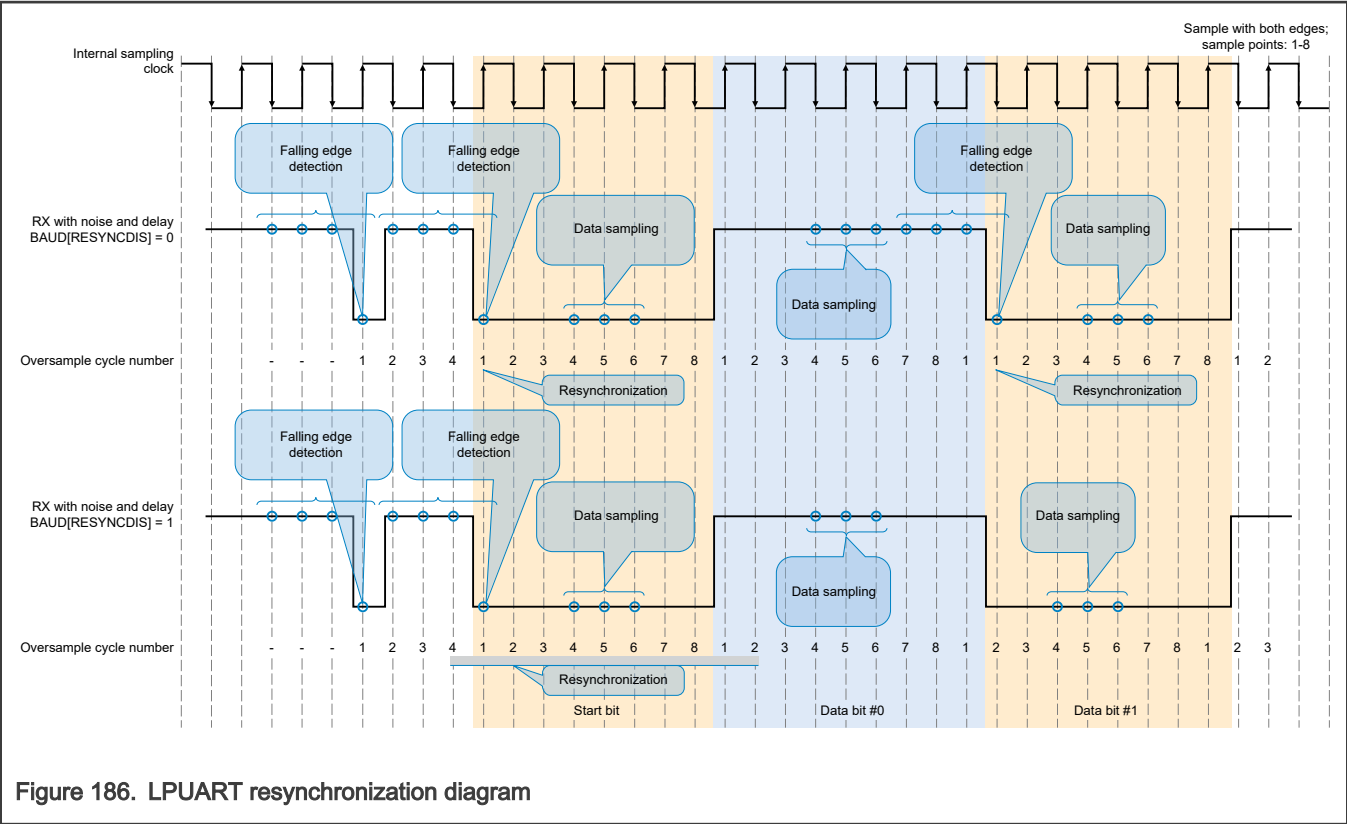 Sample with both edges;
sample points: 1-8
Internal sampling
clock
Falling edge
detection
Falling edge
detection
Falling edge
detection
RX with noise and delay
BAUD[RESYNCDIS] = 0
Data sampling
Data sampling
Data sampling
Oversample cycle number
- - - 1 2 3 4 1 2 3 4 5 6 7 8 1 2 3 4 5 6 7 8 1 1 2 3 4 5 6 7 8 1 2
Resynchronization
Resynchronization
Falling edge
detection
Falling edge
detection
RX with noise and delay
BAUD[RESYNCDIS] = 1
Data sampling
Data sampling
Data sampling
Oversample cycle number
- - - 1 2 3 4 1 2 3 4 5 6 7 8 1 2 3 4 5 6 7 8 1 2 3 4 5 6 7 8 1 2 3
Resynchronization
Start bit
Data bit #0
Data bit #1
Figure 186. LPUART resynchronization diagram